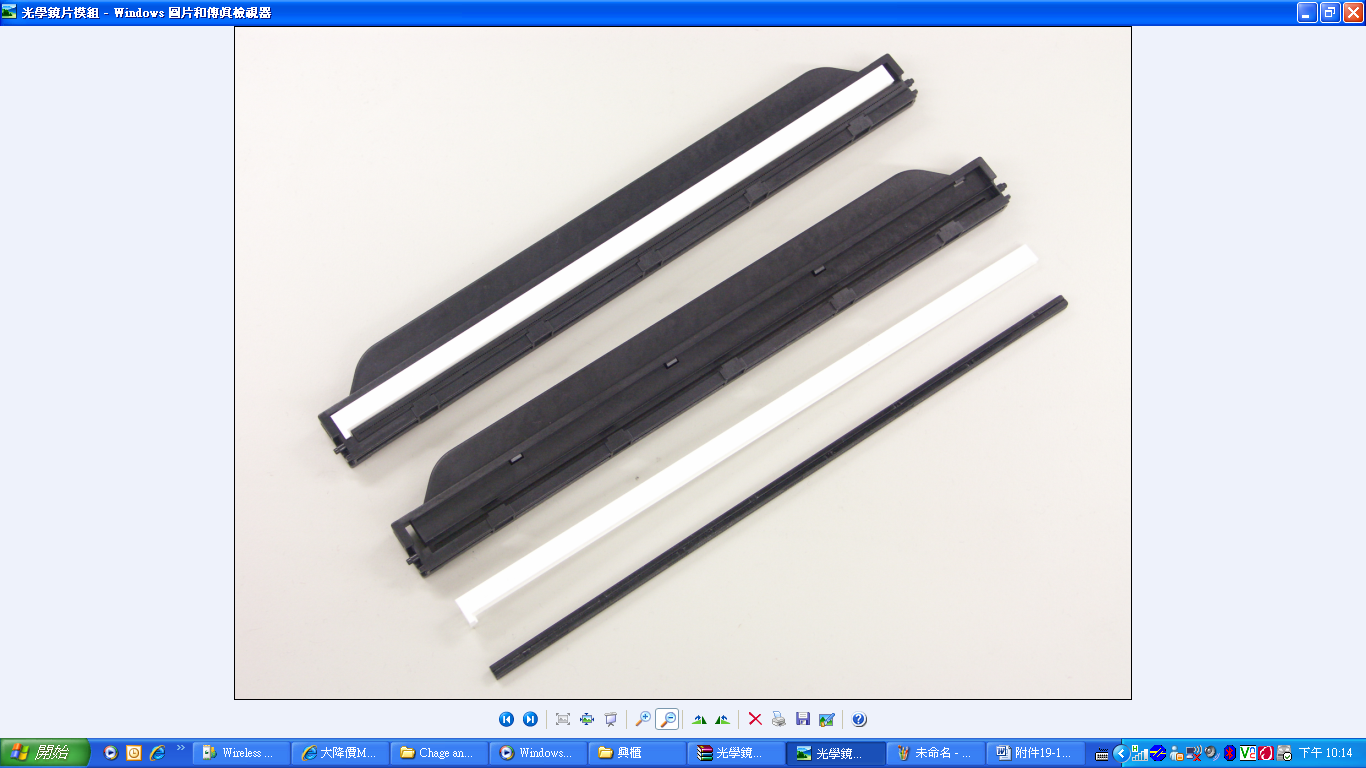 光學鏡片模組 - Windows 圖片和傳真檢視器
開始
Wireless ...
大降價M...
Chage an...
Windows...
興櫃
光學鏡...
光學鏡...
未命名 - ...
附件19-1...
下午 10:14